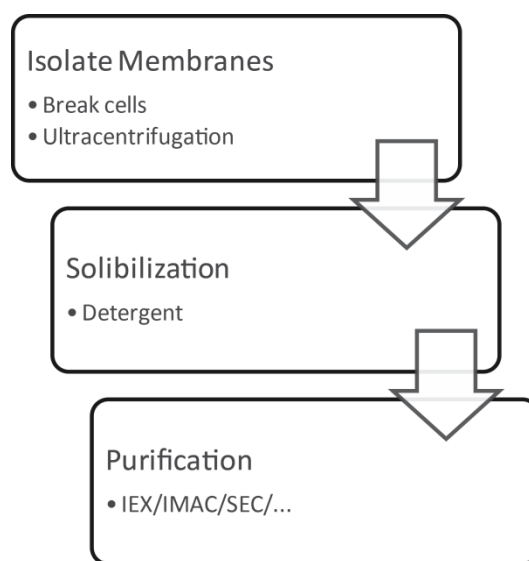 Isolate Membranes
• Break cells
• Ultracentrifugation
Solibilization
• Detergent
Purification
• IEX/IMAC/SEC/...